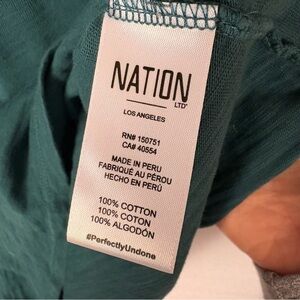 NATION
LTD
LOS ANGELES
RN# 150751
CA# 40554
MADE IN PERU
FABRIQUÉ AU PÉROU
HECHO EN PERÚ
100% COTTON
100% COTON
100% ALGODÓN
#PerfectlyUndone